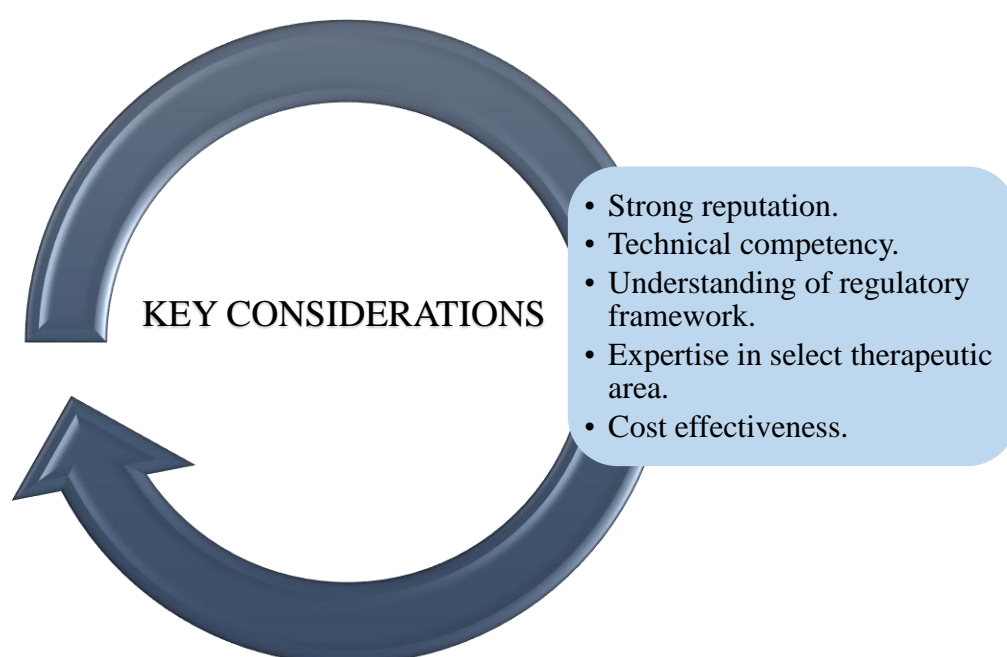 KEY CONSIDERATIONS
• Strong reputation.
• Technical competency.
• Understanding of regulatory
framework.
• Expertise in select therapeutic
area.
• Cost effectiveness.